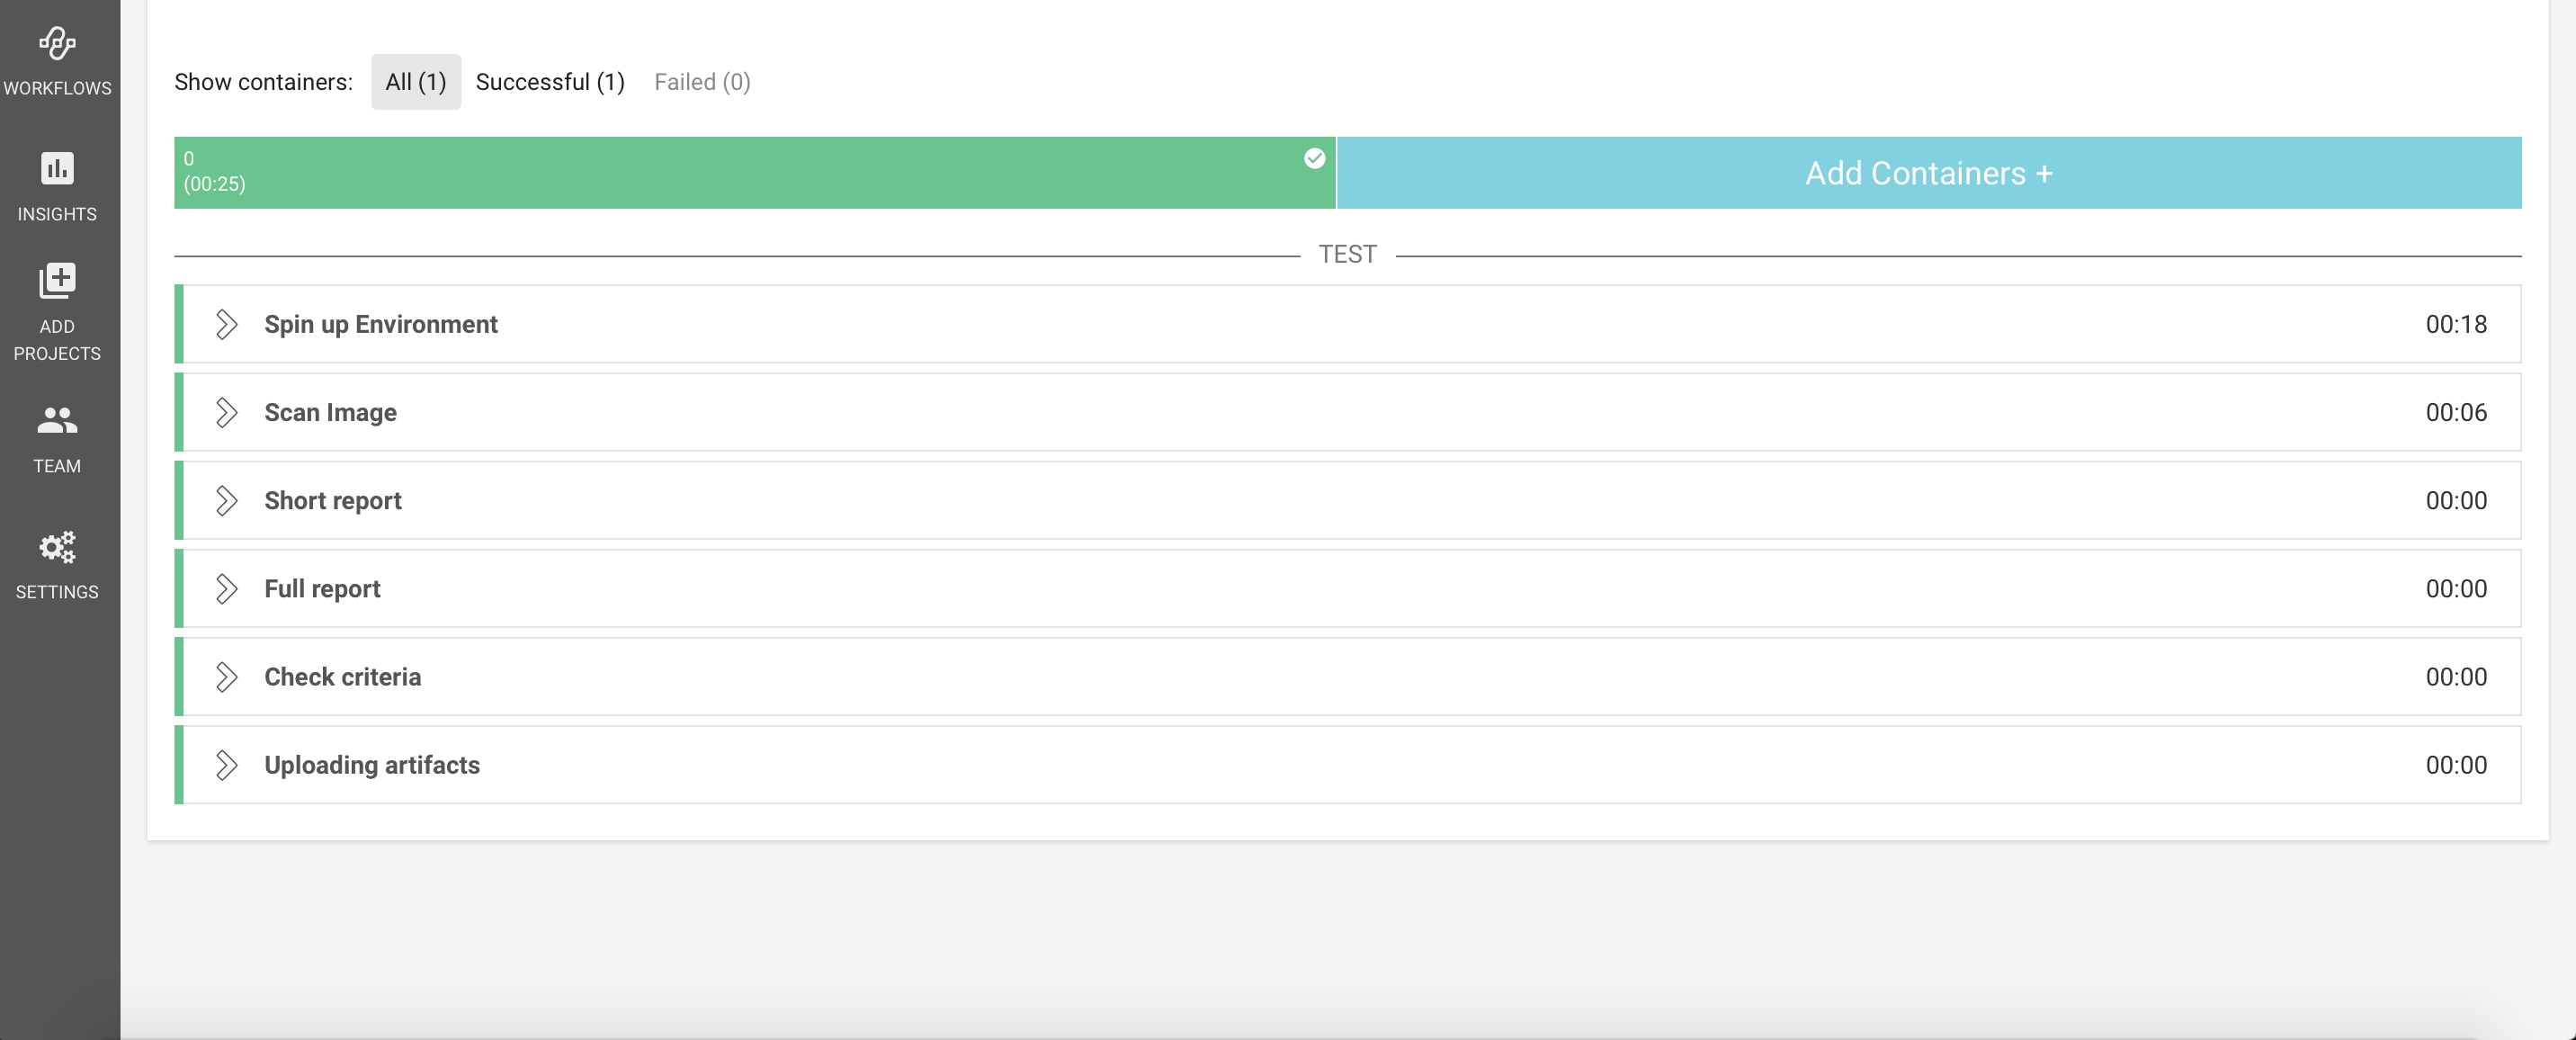 WORKFLOWS
INSIGHTS
ADD
PROJECTS
TEAM
SETTINGS
Show containers: All (1) Successful (1) Failed (0)
0
(00:25)
Add Containers +
TEST
Spin up Environment 00:18
Scan Image 00:06
Short report 00:00
Full report 00:00
Check criteria 00:00
Uploading artifacts 00:00